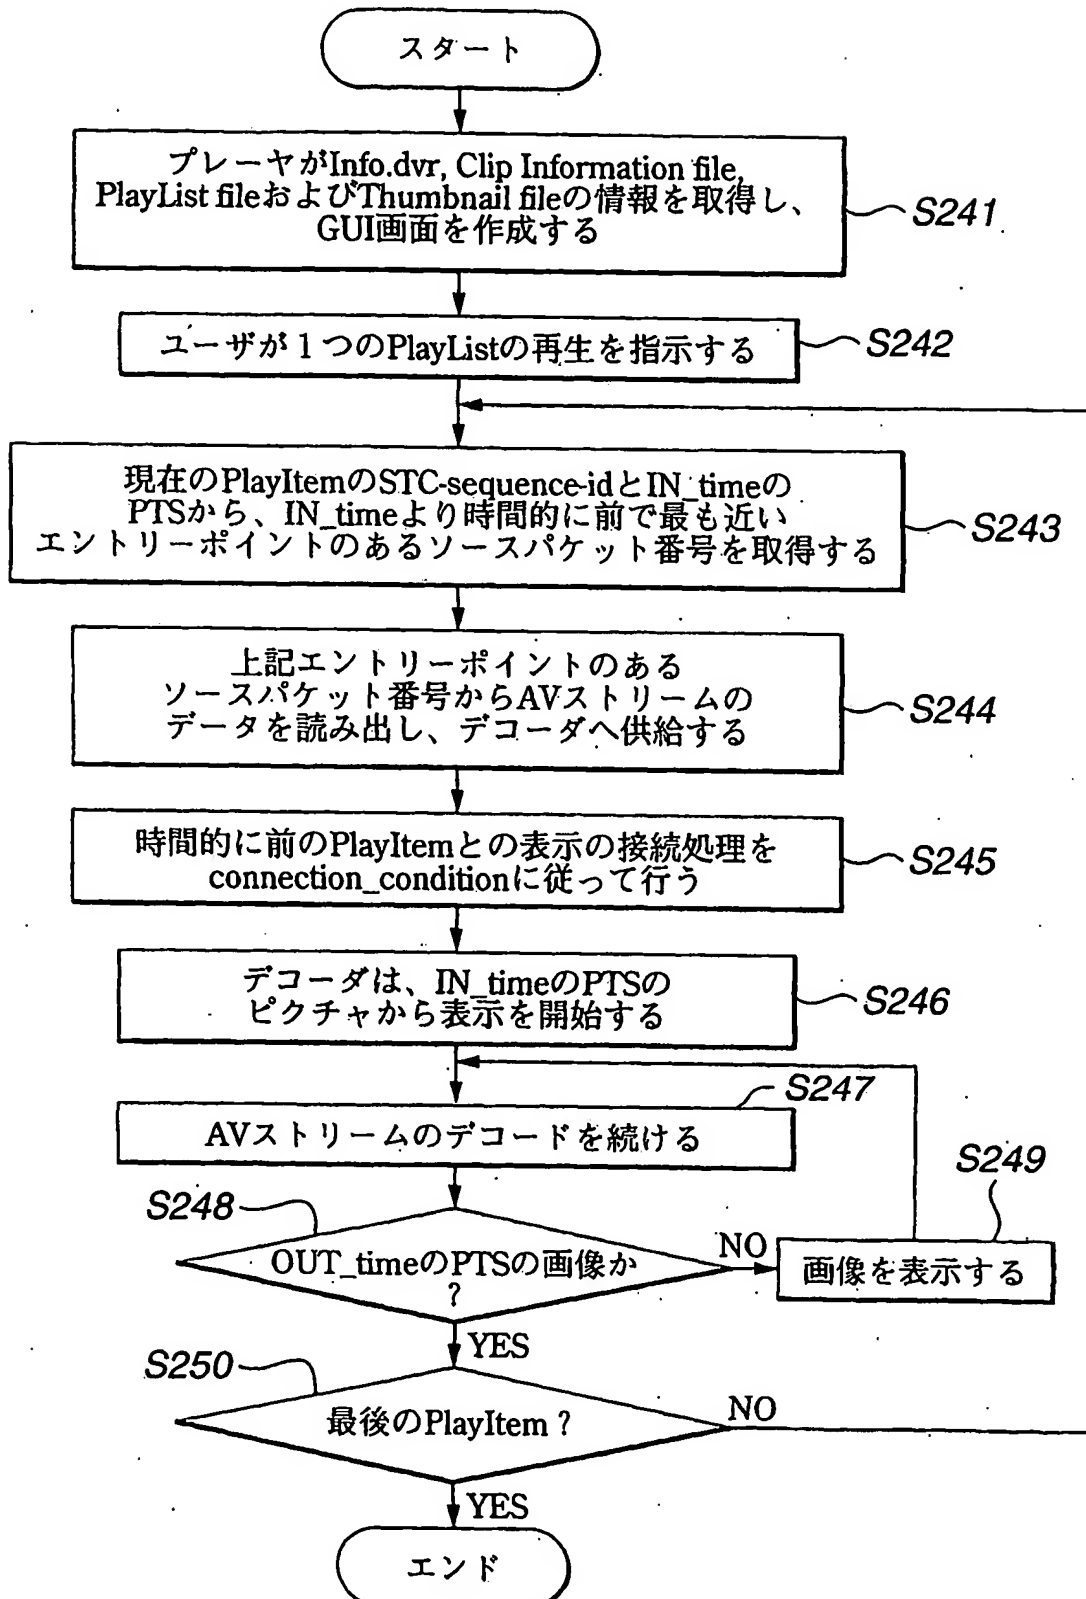 スタート
プレーヤがInfo.dvr, Clip Information file,
PlayList fileおよびThumbnail fileの情報を取得し、
GUI画面を作成する
S241
ユーザが1つのPlayListの再生を指示する
S242
現在のPlayItemのSTC-sequence-idとIN_timeの
PTSから、IN_timeより時間的に前で最も近い
エントリーポイントのあるソースパケット番号を取得する
S243
上記エントリーポイントのある
ソースパケット番号からAVストリームの
データを読み出し、デコーダへ供給する
S244
時間的に前のPlayItemとの表示の接続処理を
connection_conditionに従って行う
S245
デコーダは、IN_timeのPTSの
ピクチャから表示を開始する
S246
S247
AVストリームのデコードを続ける
S249
S248
OUT_timeのPTSの画像か
?
NO
画像を表示する
YES
S250
最後のPlayItem?
NO
YES
エンド